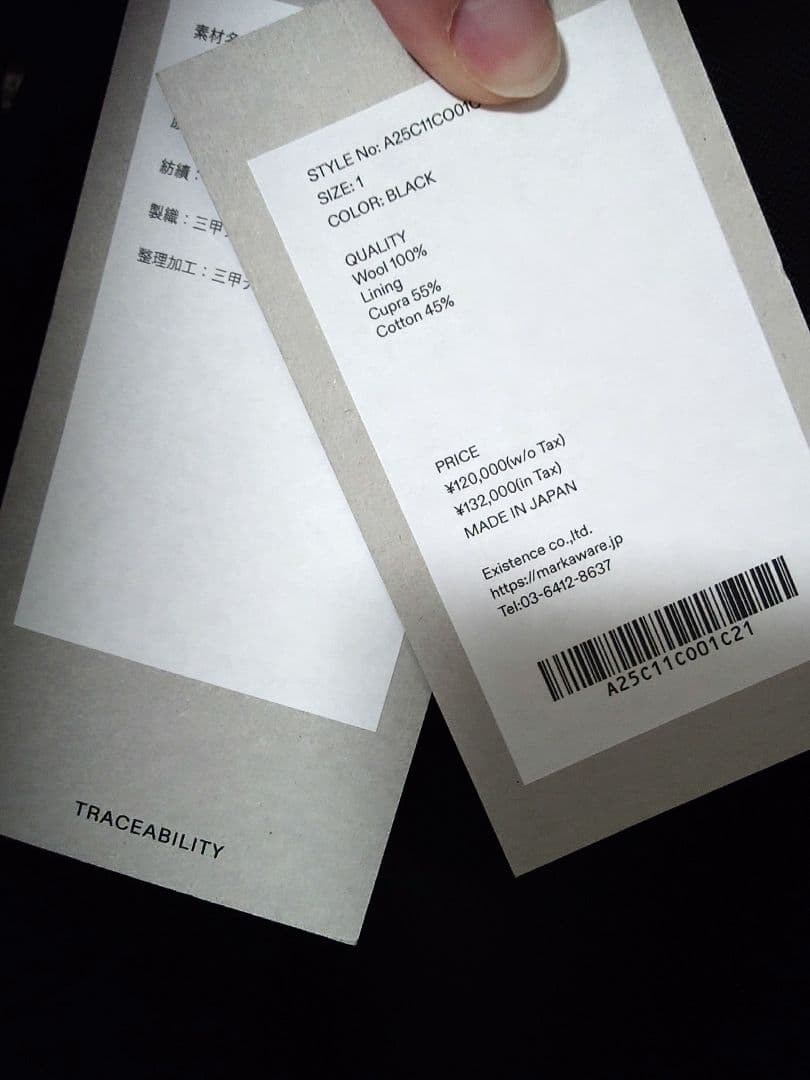 素材名
紡績：
製織：三甲
整理加工：三甲
TRACEABILITY
STYLE No: A25C11CO01C
SIZE: 1
COLOR: BLACK
QUALITY
Wool 100%
Lining
Cupra 55%
Cotton 45%
PRICE
¥120,000(w/o Tax)
¥132,000(in Tax)
MADE IN JAPAN
Existence co.,ltd.
https://markaware.jp
Tel:03-6412-8637
A25C11CO01C21